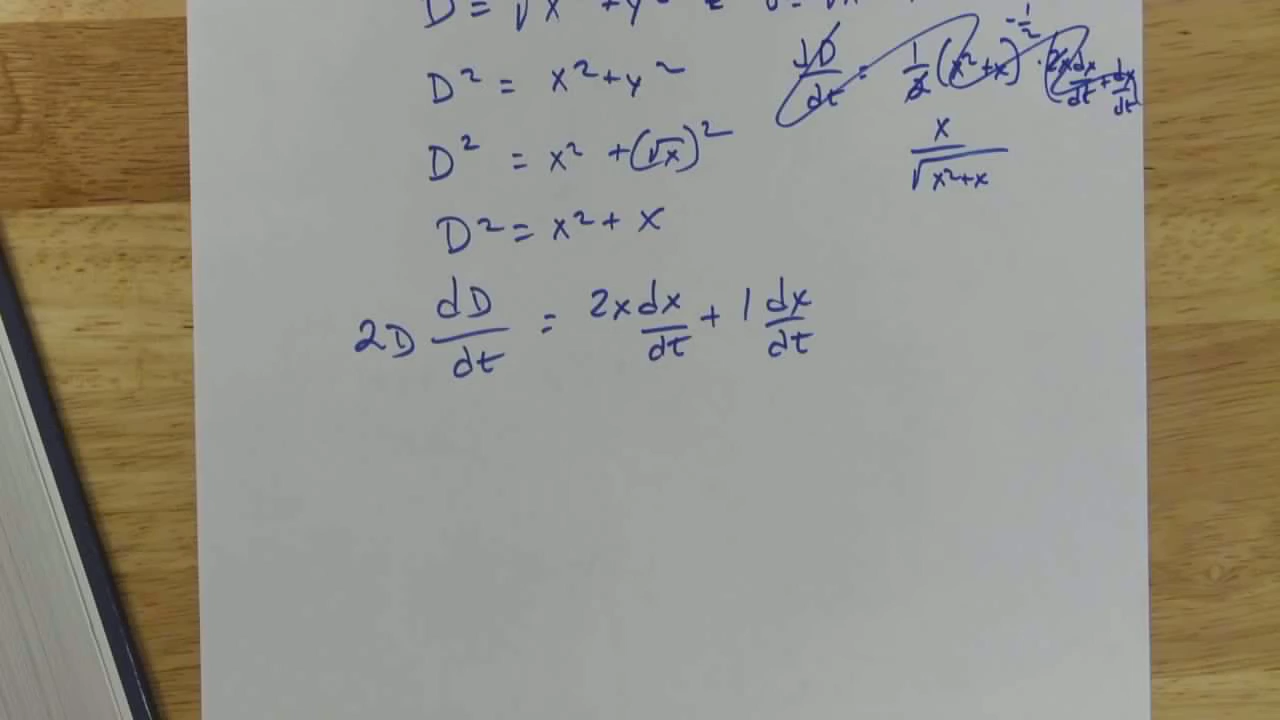 D² = x² + y²
dD/dt = 1/2 (x² + x)^-1/2 · (2x dx/dt + dx/dt)
D² = x² + (√x)²
x/√(x² + x)
D² = x² + x
2D dD/dt = 2x dx/dt + 1 dx/dt